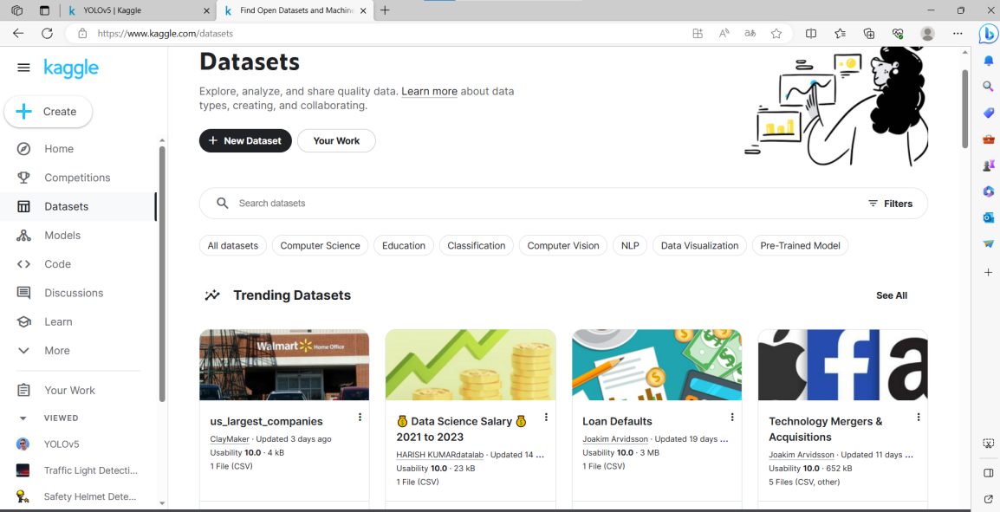 YOLOv5 | Kaggle
Find Open Datasets and Machine
https://www.kaggle.com/datasets
kaggle
Create
Home
Competitions
Datasets
Models
Code
Discussions
Learn
More
Your Work
VIEWED
YOLOv5
Traffic Light Detecti...
Safety Helmet Dete...
Datasets
Explore, analyze, and share quality data. Learn more about data
types, creating, and collaborating.
+ New Dataset
Your Work
Search datasets
Filters
All datasets
Computer Science
Education
Classification
Computer Vision
NLP
Data Visualization
Pre-Trained Model
Trending Datasets
See All
Walmart Home Office
us_largest_companies
ClayMaker · Updated 3 days ago
Usability 10.0 · 4 kB
1 File (CSV)
💰 Data Science Salary 💰
2021 to 2023
HARISH KUMARdatalab · Updated 14 ...
Usability 10.0 · 23 kB
1 File (CSV)
Loan Defaults
Joakim Arvidsson · Updated 19 days ...
Usability 10.0 · 3 MB
1 File (CSV)
Technology Mergers &
Acquisitions
Joakim Arvidsson · Updated 11 days ...
Usability 10.0 · 652 kB
5 Files (CSV, other)